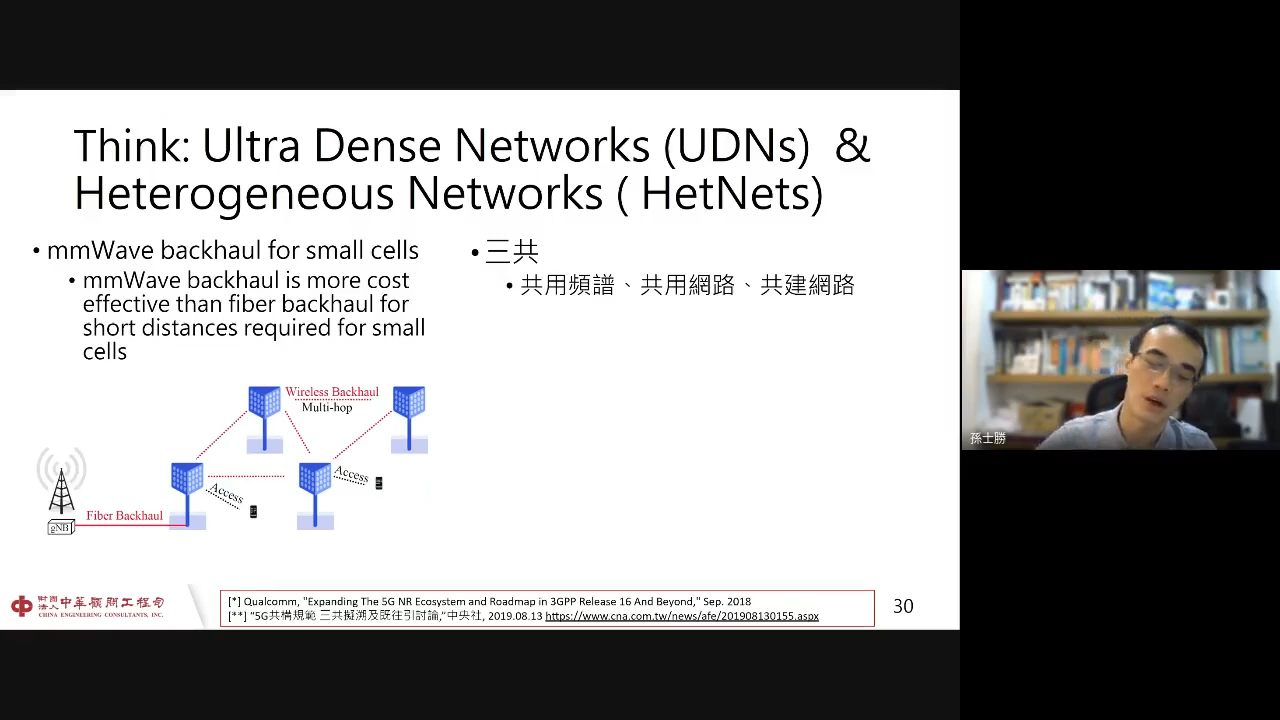 Think: Ultra Dense Networks (UDNs) &
Heterogeneous Networks ( HetNets)
• mmWave backhaul for small cells
• mmWave backhaul is more cost
effective than fiber backhaul for
short distances required for small
cells
• 三共
• 共用頻譜、共用網路、共建網路
Wireless Backhaul
Multi-hop
Access
Access
Fiber Backhaul
gNB
孫士勝
財團法人中華顧問工程司
CHINA ENGINEERING CONSULTANTS, INC.
[*] Qualcomm, "Expanding The 5G NR Ecosystem and Roadmap in 3GPP Release 16 And Beyond," Sep. 2018
[**] "5G共構規範 三共擬溯及既往引討論," 中央社, 2019.08.13 https://www.cna.com.tw/news/afe/201908130155.aspx
30